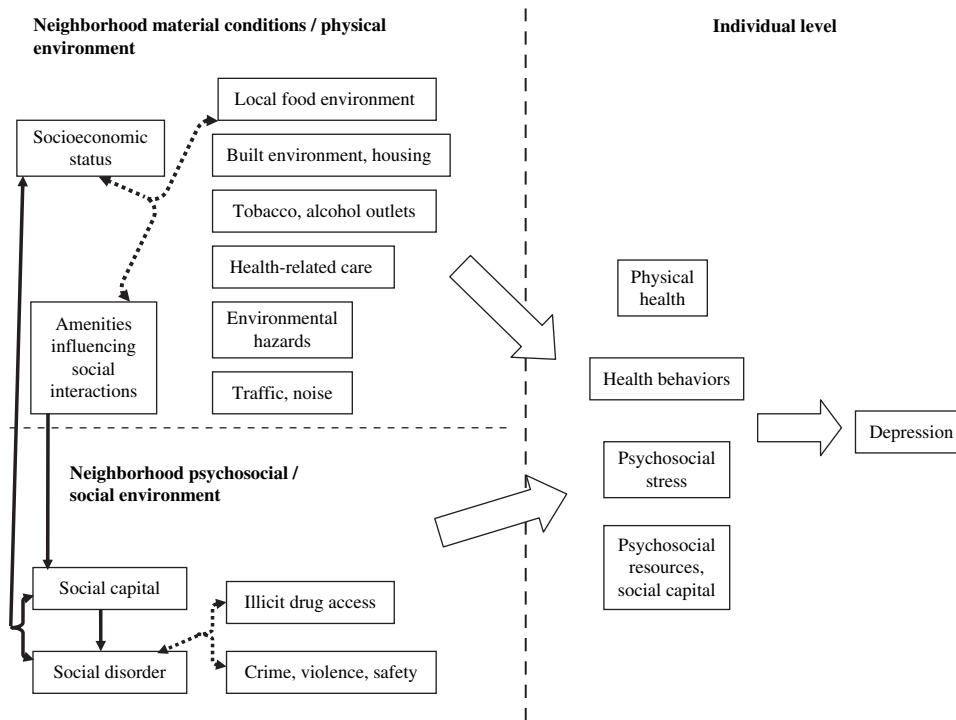 Neighborhood material conditions / physical
environment
Individual level
Local food environment
Socioeconomic
status
Built environment, housing
Tobacco, alcohol outlets
Health-related care
Environmental
hazards
Traffic, noise
Amenities
influencing
social
interactions
Neighborhood psychosocial /
social environment
Social capital
Social disorder
Illicit drug access
Crime, violence, safety
Physical
health
Health behaviors
Psychosocial
stress
Psychosocial
resources,
social capital
Depression